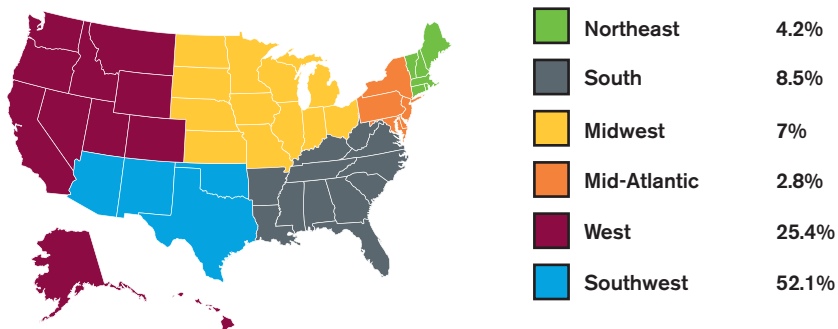 Northeast 4.2%
South 8.5%
Midwest 7%
Mid-Atlantic 2.8%
West 25.4%
Southwest 52.1%